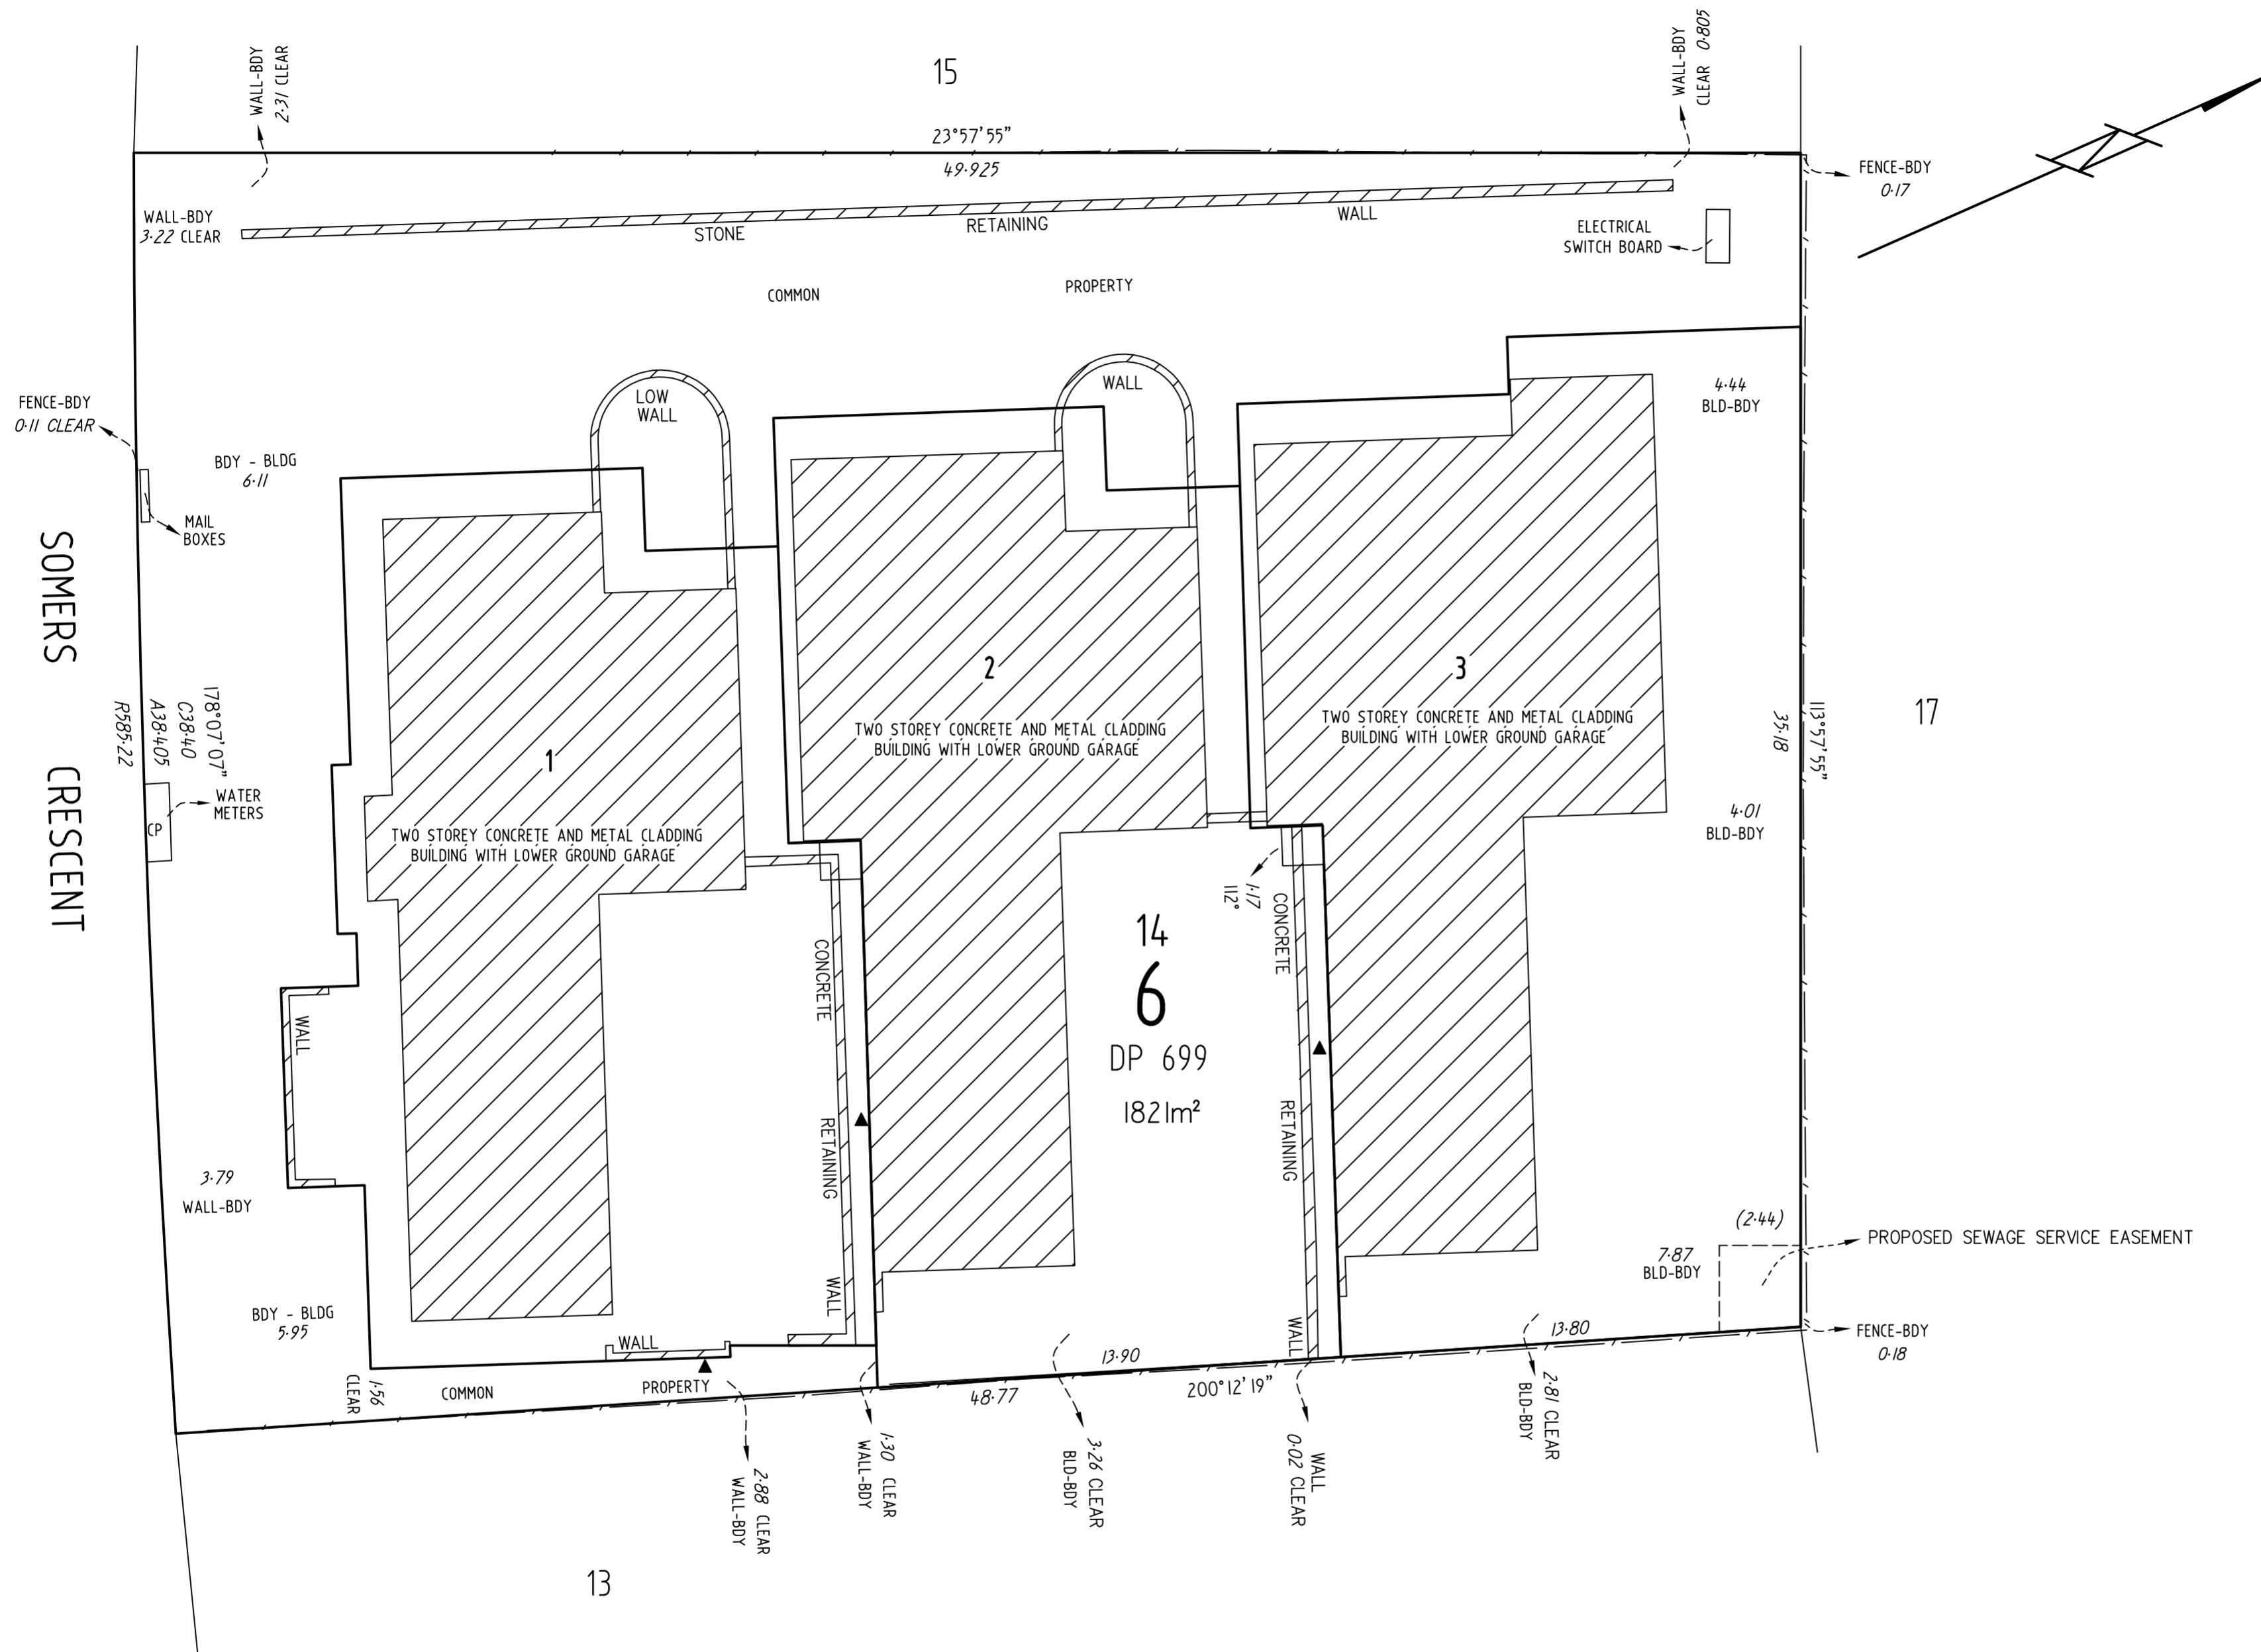 15
WALL-BDY
2·31 CLEAR
WALL-BDY
CLEAR 0·805
23°57'55"
49·925
FENCE-BDY
0·17
WALL-BDY
3·22 CLEAR
STONE RETAINING WALL
ELECTRICAL
SWITCH BOARD
COMMON PROPERTY
FENCE-BDY
0·11 CLEAR
LOW
WALL
WALL
4·44
BLD-BDY
BDY - BLDG
6·11
MAIL
BOXES
SOMERS CRESCENT
178°07'07"
C38·40
A38·405
R585·22
WATER
METERS
CP
1
TWO STOREY CONCRETE AND METAL CLADDING
BUILDING WITH LOWER GROUND GARAGE
2
TWO STOREY CONCRETE AND METAL CLADDING
BUILDING WITH LOWER GROUND GARAGE
3
TWO STOREY CONCRETE AND METAL CLADDING
BUILDING WITH LOWER GROUND GARAGE
113°57'55"
35·18
17
4·01
BLD-BDY
1·17
112°
14
6
DP 699
1821m²
CONCRETE RETAINING WALL
CONCRETE RETAINING WALL
WALL
3·79
WALL-BDY
(2·44)
PROPOSED SEWAGE SERVICE EASEMENT
7·87
BLD-BDY
BDY - BLDG
5·95
WALL
FENCE-BDY
0·18
13·80
13·90
1·56
CLEAR
COMMON PROPERTY
48·77
200°12'19"
2·88 CLEAR
WALL-BDY
1·30 CLEAR
WALL-BDY
3·26 CLEAR
BLD-BDY
WALL
0·02 CLEAR
2·81 CLEAR
BLD-BDY
13